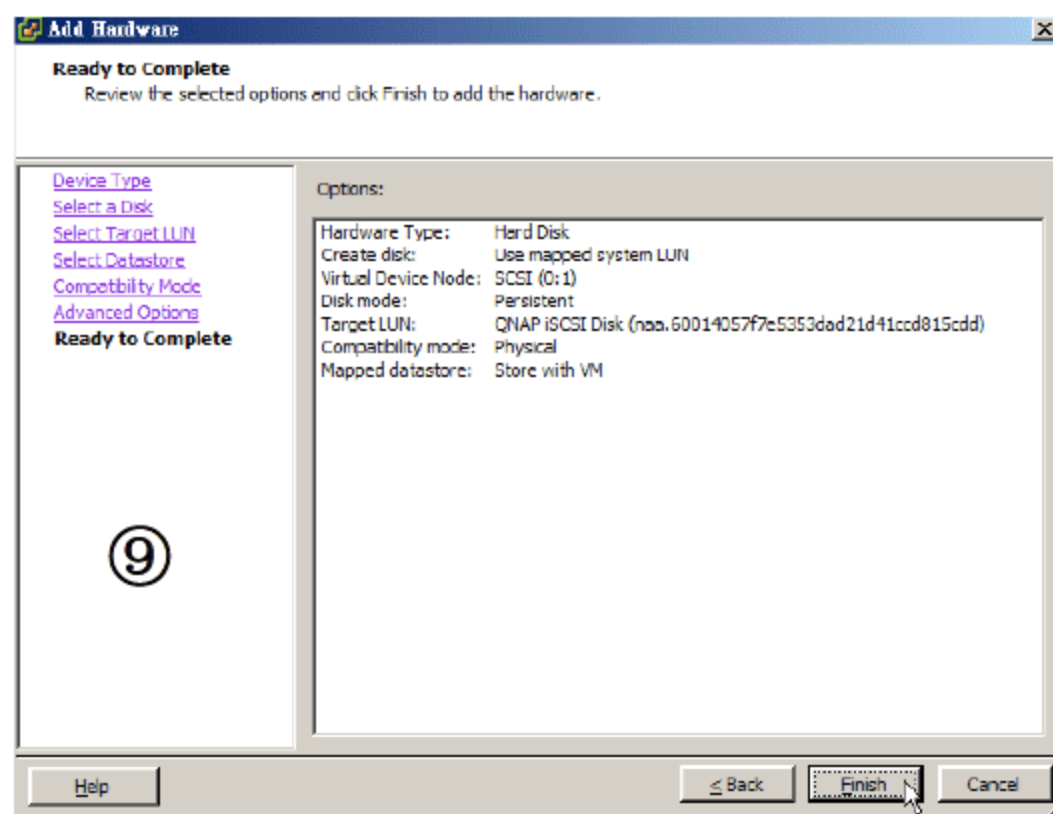 Add Hardware
Ready to Complete
Review the selected options and click Finish to add the hardware.
Device Type
Select a Disk
Select Target LUN
Select Datastore
Compatibility Mode
Advanced Options
Ready to Complete
⑨
Options:
Hardware Type: Hard Disk
Create disk: Use mapped system LUN
Virtual Device Node: SCSI (0:1)
Disk mode: Persistent
Target LUN: QNAP iSCSI Disk (naa.60014057f7e5353dad21d41ccd815cdd)
Compatibility mode: Physical
Mapped datastore: Store with VM
Help
≤ Back
Finish
Cancel